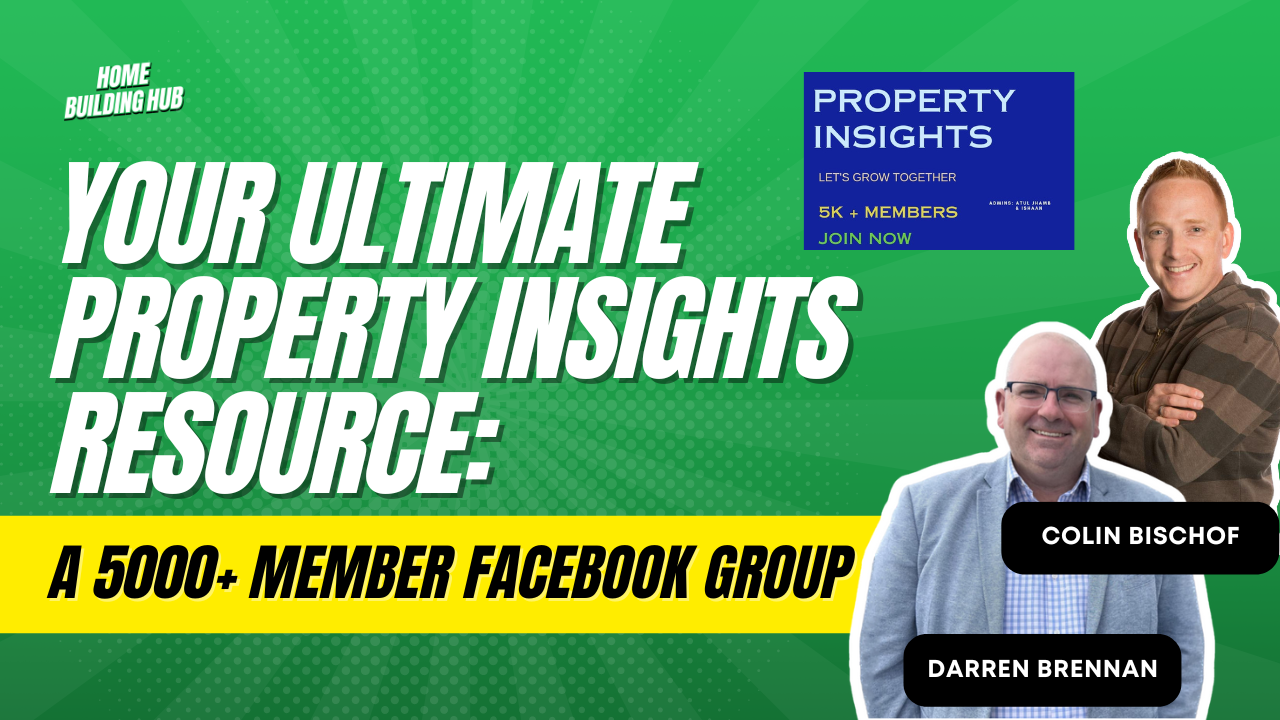 HOME
BUILDING HUB
YOUR ULTIMATE
PROPERTY INSIGHTS
RESOURCE:
A 5000+ MEMBER FACEBOOK GROUP
PROPERTY
INSIGHTS
LET'S GROW TOGETHER
5K + MEMBERS
JOIN NOW
ADMINS: ATUL JHAMB
& ISHAAN
COLIN BISCHOF
DARREN BRENNAN